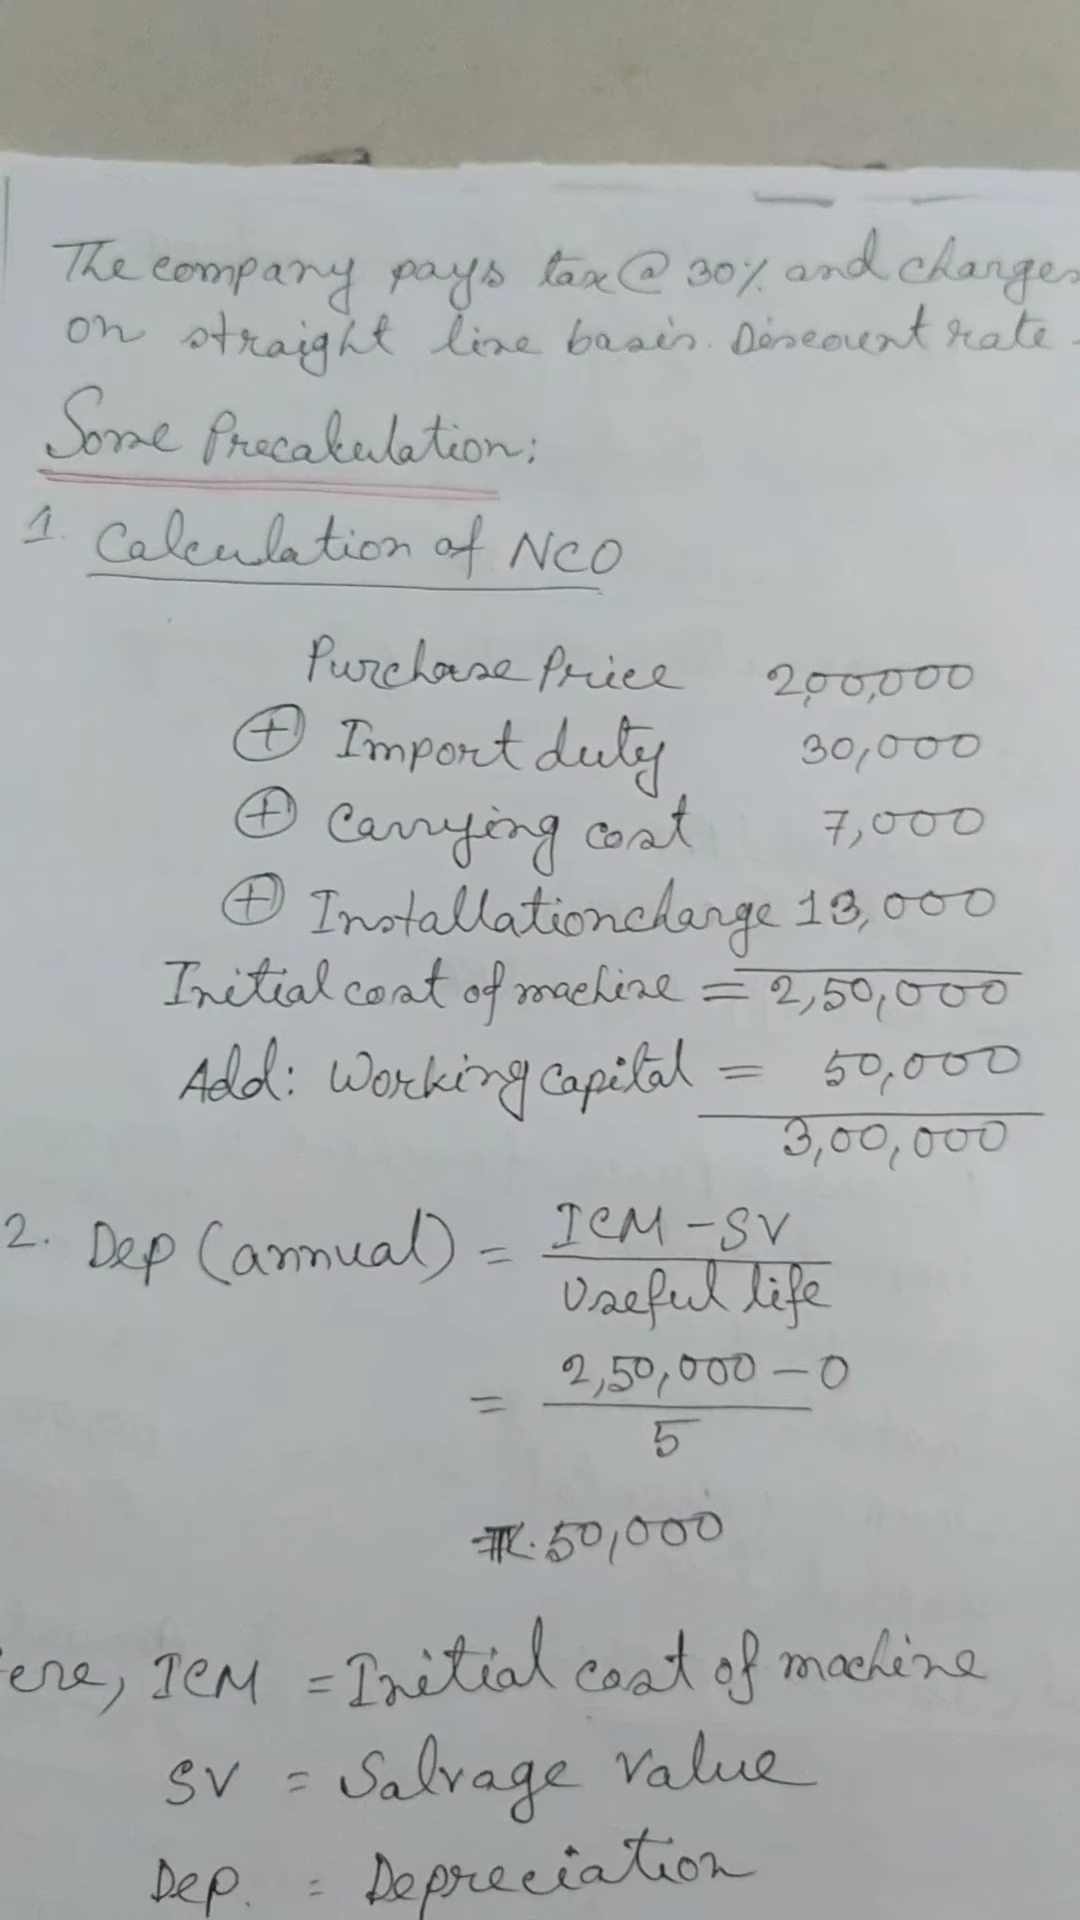 The company pays tax @ 30% and charges
on straight line basis. Discount rate
Some Precalculation:
1. Calculation of NCO
Purchase Price 2,00,000
+ Import duty 30,000
+ Carrying cost 7,000
+ Installation charge 13,000
Initial cost of machine = 2,50,000
Add: Working capital = 50,000
3,00,000
2. Dep (annual) = ICM - SV
Useful life
= 2,50,000 - 0
5
= TK. 50,000
ere, ICM = Initial cost of machine
SV = Salvage Value
Dep. = Depreciation